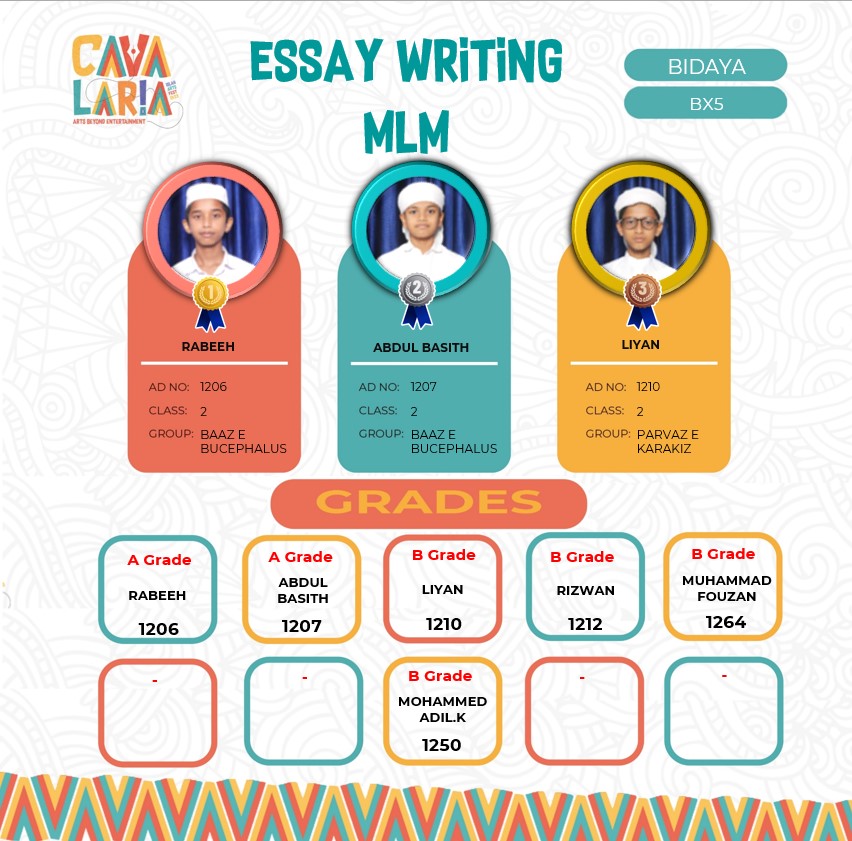 CAVA
LARIA
ARTS BEYOND ENTERTAINMENT
ESSAY WRiTiNG
MLM
BIDAYA
BX5
1
RABEEH
AD NO: 1206
CLASS: 2
GROUP: BAAZ E
BUCEPHALUS
2
ABDUL BASITH
AD NO: 1207
CLASS: 2
GROUP: BAAZ E
BUCEPHALUS
3
LIYAN
AD NO: 1210
CLASS: 2
GROUP: PARVAZ E
KARAKIZ
GRADES
A Grade
RABEEH
1206
A Grade
ABDUL
BASITH
1207
B Grade
LIYAN
1210
B Grade
RIZWAN
1212
B Grade
MUHAMMAD
FOUZAN
1264
-
-
B Grade
MOHAMMED
ADIL.K
1250
-
-